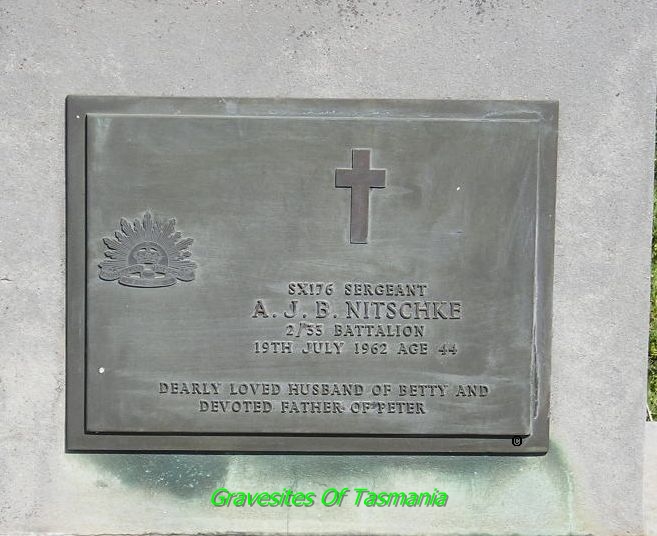 SX176 SERGEANT
A. J. B. NITSCHKE
2/33 BATTALION
19TH JULY 1962 AGE 44
DEARLY LOVED HUSBAND OF BETTY AND
DEVOTED FATHER OF PETER
©
Gravesites Of Tasmania